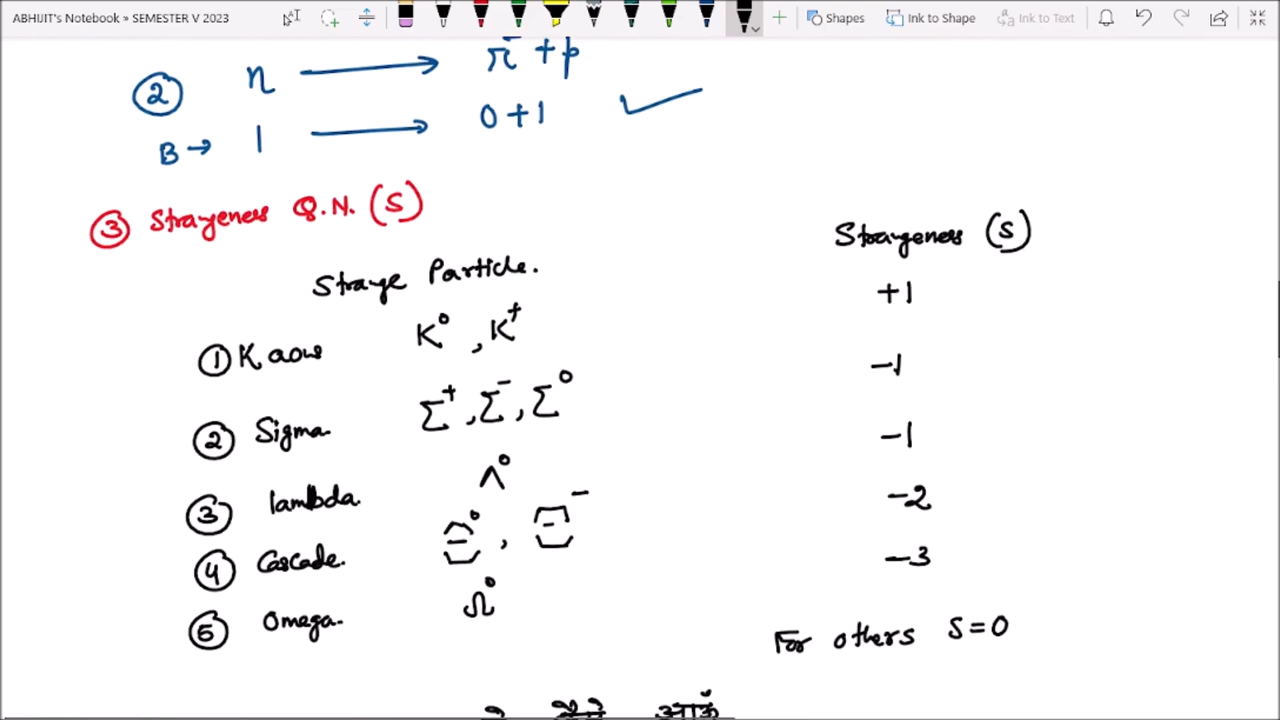 ABHIJIT's Notebook » SEMESTER V 2023
Shapes Ink to Shape Ink to Text
② n ⟶ π⁻ + p
B → 1 ⟶ 0 + 1 ✓
③ Strangeness Q.N. (S)
Strange Particle. Strangeness (S)
① Kaons K⁰, K⁺ +1
② Sigma. Σ⁺, Σ⁻, Σ⁰ -1
③ lambda. Λ⁰ -1
④ Cascade. Ξ⁰, Ξ⁻ -2
⑤ Omega. Ω⁰ -3
For others S=0